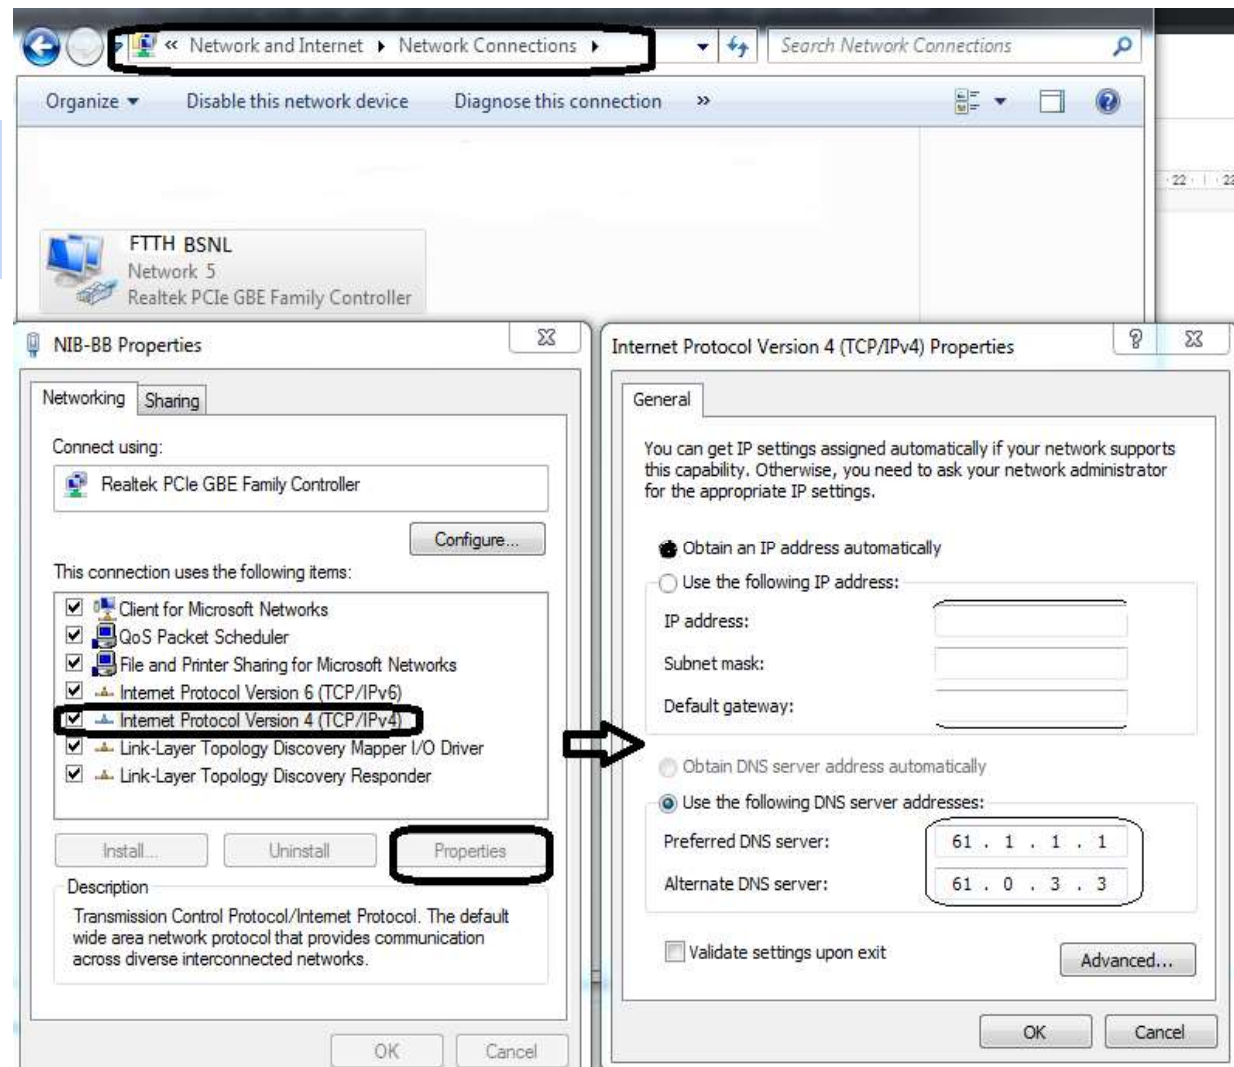 « Network and Internet ▸ Network Connections ▸
Search Network Connections
Organize ▾ Disable this network device Diagnose this connection »
22
FTTH BSNL
Network 5
Realtek PCIe GBE Family Controller
NIB-BB Properties
Networking Sharing
Connect using:
Realtek PCIe GBE Family Controller
Configure...
This connection uses the following items:
Client for Microsoft Networks
QoS Packet Scheduler
File and Printer Sharing for Microsoft Networks
Internet Protocol Version 6 (TCP/IPv6)
Internet Protocol Version 4 (TCP/IPv4)
Link-Layer Topology Discovery Mapper I/O Driver
Link-Layer Topology Discovery Responder
Install... Uninstall Properties
Description
Transmission Control Protocol/Internet Protocol. The default
wide area network protocol that provides communication
across diverse interconnected networks.
OK Cancel
Internet Protocol Version 4 (TCP/IPv4) Properties
General
You can get IP settings assigned automatically if your network supports
this capability. Otherwise, you need to ask your network administrator
for the appropriate IP settings.
Obtain an IP address automatically
Use the following IP address:
IP address:
Subnet mask:
Default gateway:
Obtain DNS server address automatically
Use the following DNS server addresses:
Preferred DNS server: 61 . 1 . 1 . 1
Alternate DNS server: 61 . 0 . 3 . 3
Validate settings upon exit
Advanced...
OK Cancel